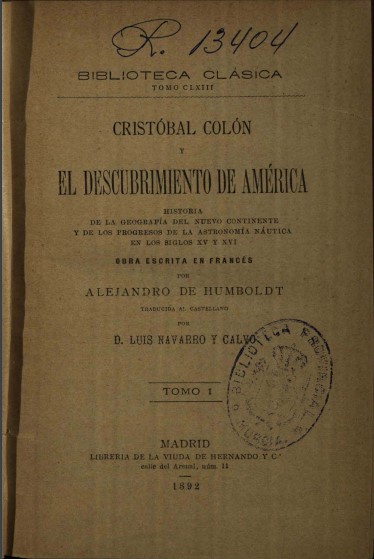 R. 13404
BIBLIOTECA CLÁSICA
TOMO CLXIII
CRISTÓBAL COLÓN
Y
EL DESCUBRIMIENTO DE AMÉRICA
HISTORIA
DE LA GEOGRAFÍA DEL NUEVO CONTINENTE
Y DE LOS PROGRESOS DE LA ASTRONOMÍA NÁUTICA
EN LOS SIGLOS XV Y XVI
OBRA ESCRITA EN FRANCÉS
POR
ALEJANDRO DE HUMBOLDT
TRADUCIDA AL CASTELLANO
POR
D. LUIS NAVARRO Y CALVO
BIBLIOTECA PROVINCIAL
MURCIA
TOMO I
MADRID
LIBRERÍA DE LA VIUDA DE HERNANDO Y Cª
calle del Arenal, núm. 11
1892